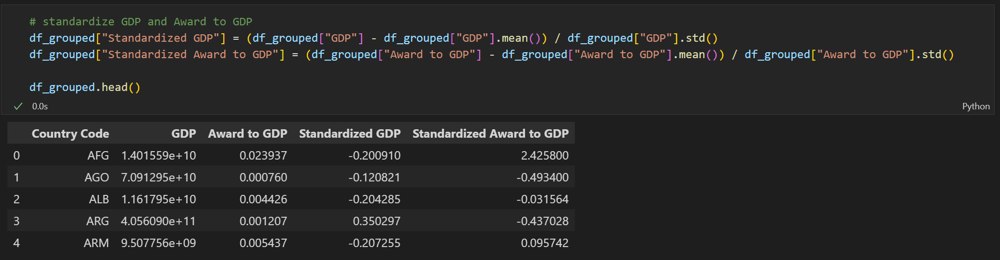 # standardize GDP and Award to GDP
df_grouped["Standardized GDP"] = (df_grouped["GDP"] - df_grouped["GDP"].mean()) / df_grouped["GDP"].std()
df_grouped["Standardized Award to GDP"] = (df_grouped["Award to GDP"] - df_grouped["Award to GDP"].mean()) / df_grouped["Award to GDP"].std()
df_grouped.head()
0.0s Python
Country Code GDP Award to GDP Standardized GDP Standardized Award to GDP
0 AFG 1.401559e+10 0.023937 -0.200910 2.425800
1 AGO 7.091295e+10 0.000760 -0.120821 -0.493400
2 ALB 1.161795e+10 0.004426 -0.204285 -0.031564
3 ARG 4.056090e+11 0.001207 0.350297 -0.437028
4 ARM 9.507756e+09 0.005437 -0.207255 0.095742